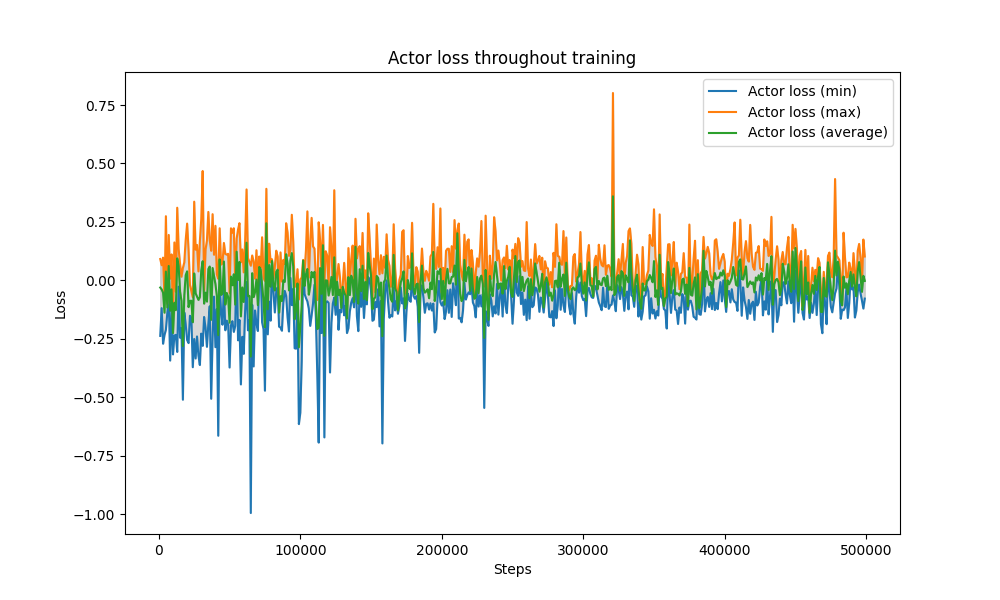 Actor loss throughout training
Actor loss (min)
Actor loss (max)
Actor loss (average)
Loss
0.75
0.50
0.25
0.00
−0.25
−0.50
−0.75
−1.00
0 100000 200000 300000 400000 500000
Steps